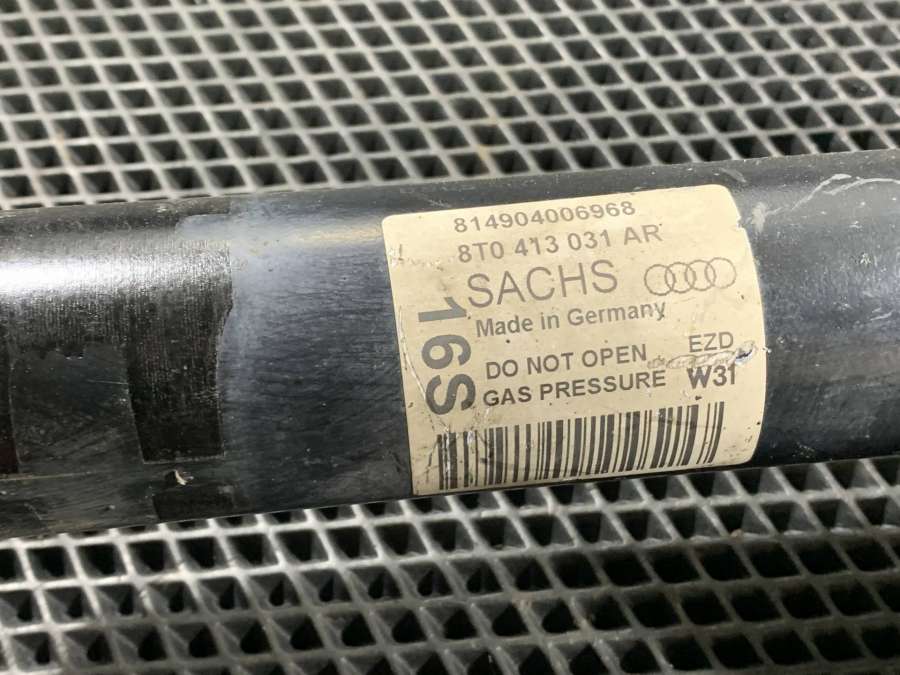 814904006968
8T0 413 031 AR
SACHS
Made in Germany
16S
DO NOT OPEN EZD
GAS PRESSURE W31